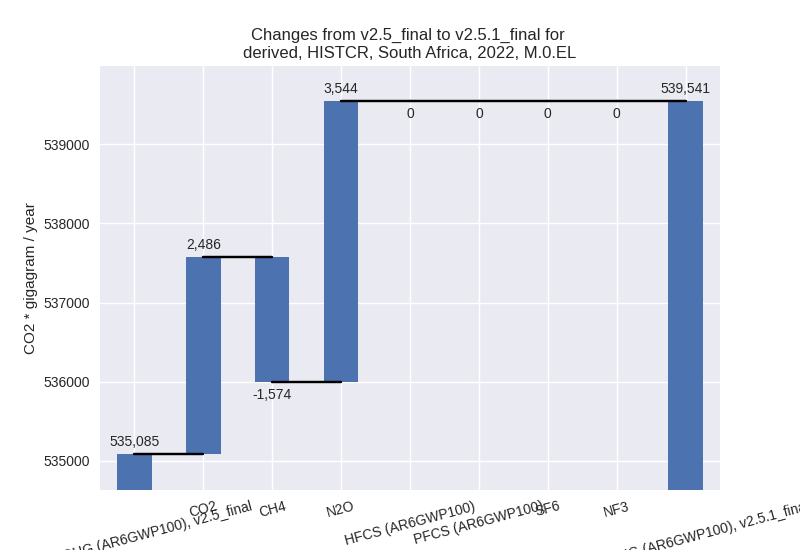 Changes from v2.5_final to v2.5.1_final for
derived, HISTCR, South Africa, 2022, M.0.EL
CO2 * gigagram / year
539000
538000
537000
536000
535000
535,085
2,486
-1,574
3,544
0
0
0
0
539,541
(AR6GWP100), v2.5_final
CO2
CH4
N2O
HFCS (AR6GWP100)
PFCS (AR6GWP100)
SF6
NF3
(AR6GWP100), v2.5.1_fina